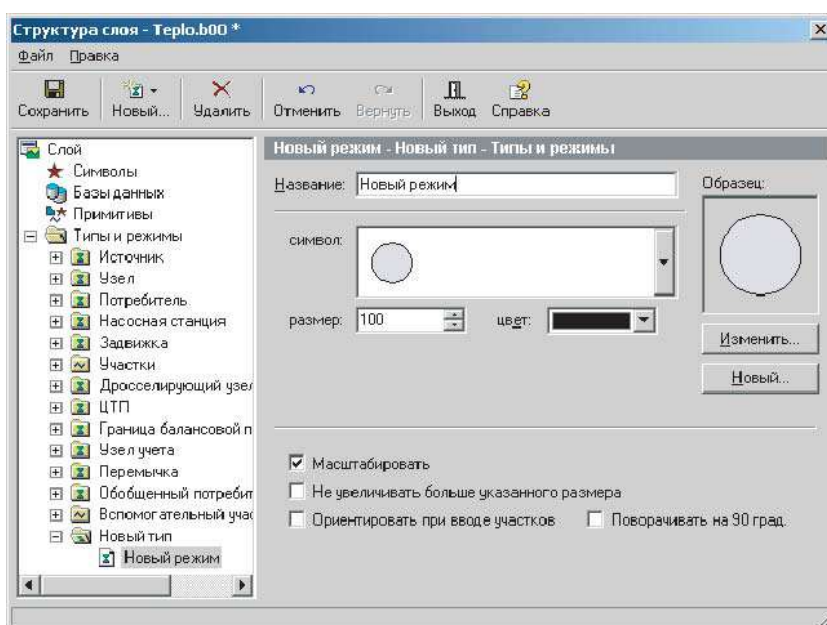 Структура слоя - Teplo.b00 *
Файл Правка
Сохранить Новый... Удалить Отменить Вернуть Выход Справка
Слой
Символы
Базы данных
Примитивы
Типы и режимы
Источник
Узел
Потребитель
Насосная станция
Задвижка
Участки
Дросселирующий узел
ЦТП
Граница балансовой п
Узел учета
Перемычка
Обобщенный потребит
Вспомогательный учас
Новый тип
Новый режим
Новый режим - Новый тип - Типы и режимы
Название: Новый режим
Образец:
символ:
размер: 100 цвет:
Изменить...
Новый...
Масштабировать
Не увеличивать больше указанного размера
Ориентировать при вводе участков Поворачивать на 90 град.